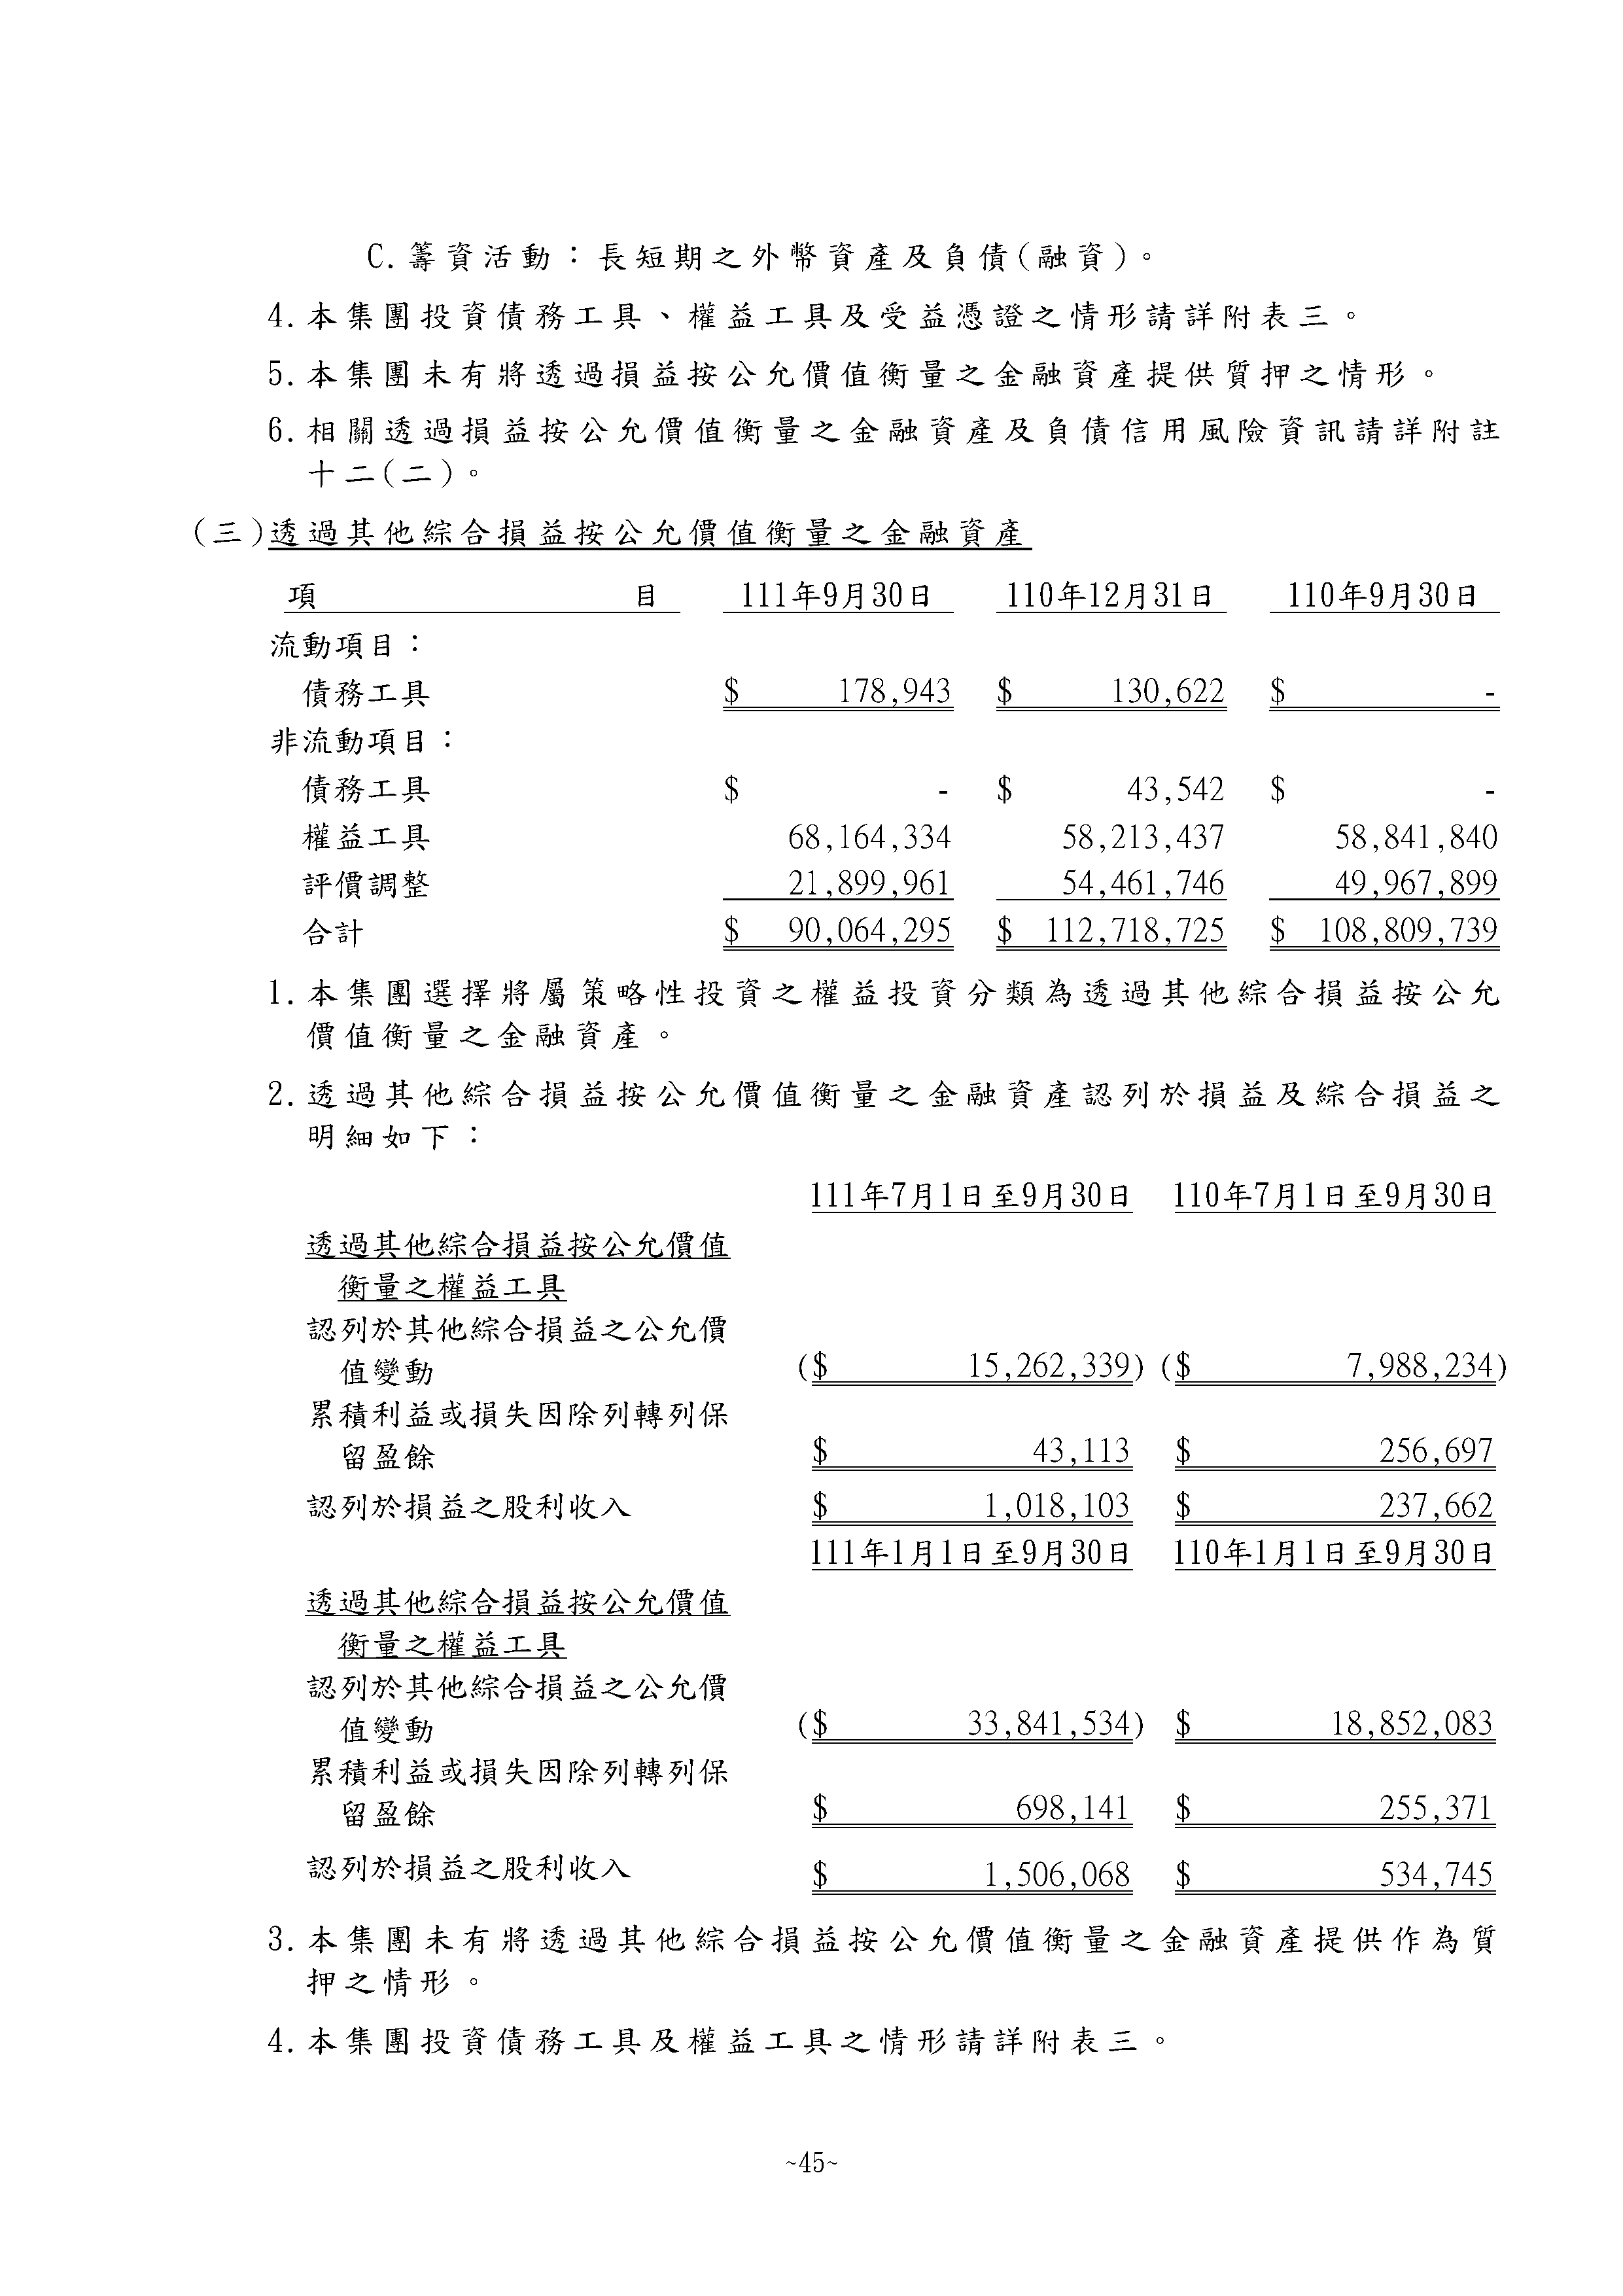 C.籌資活動：長短期之外幣資產及負債(融資)。
4.本集團投資債務工具、權益工具及受益憑證之情形請詳附表三。
5.本集團未有將透過損益按公允價值衡量之金融資產提供質押之情形。
6.相關透過損益按公允價值衡量之金融資產及負債信用風險資訊請詳附註
十二(二)。
(三)透過其他綜合損益按公允價值衡量之金融資產
項 目 111年9月30日 110年12月31日 110年9月30日
流動項目：
債務工具 $ 178,943 $ 130,622 $ -
非流動項目：
債務工具 $ - $ 43,542 $ -
權益工具 68,164,334 58,213,437 58,841,840
評價調整 21,899,961 54,461,746 49,967,899
合計 $ 90,064,295 $ 112,718,725 $ 108,809,739
1.本集團選擇將屬策略性投資之權益投資分類為透過其他綜合損益按公允
價值衡量之金融資產。
2.透過其他綜合損益按公允價值衡量之金融資產認列於損益及綜合損益之
明細如下：
111年7月1日至9月30日 110年7月1日至9月30日
透過其他綜合損益按公允價值
衡量之權益工具
認列於其他綜合損益之公允價
值變動 ($ 15,262,339) ($ 7,988,234)
累積利益或損失因除列轉列保
留盈餘 $ 43,113 $ 256,697
認列於損益之股利收入 $ 1,018,103 $ 237,662
111年1月1日至9月30日 110年1月1日至9月30日
透過其他綜合損益按公允價值
衡量之權益工具
認列於其他綜合損益之公允價
值變動 ($ 33,841,534) $ 18,852,083
累積利益或損失因除列轉列保
留盈餘 $ 698,141 $ 255,371
認列於損益之股利收入 $ 1,506,068 $ 534,745
3.本集團未有將透過其他綜合損益按公允價值衡量之金融資產提供作為質
押之情形。
4.本集團投資債務工具及權益工具之情形請詳附表三。
~45~